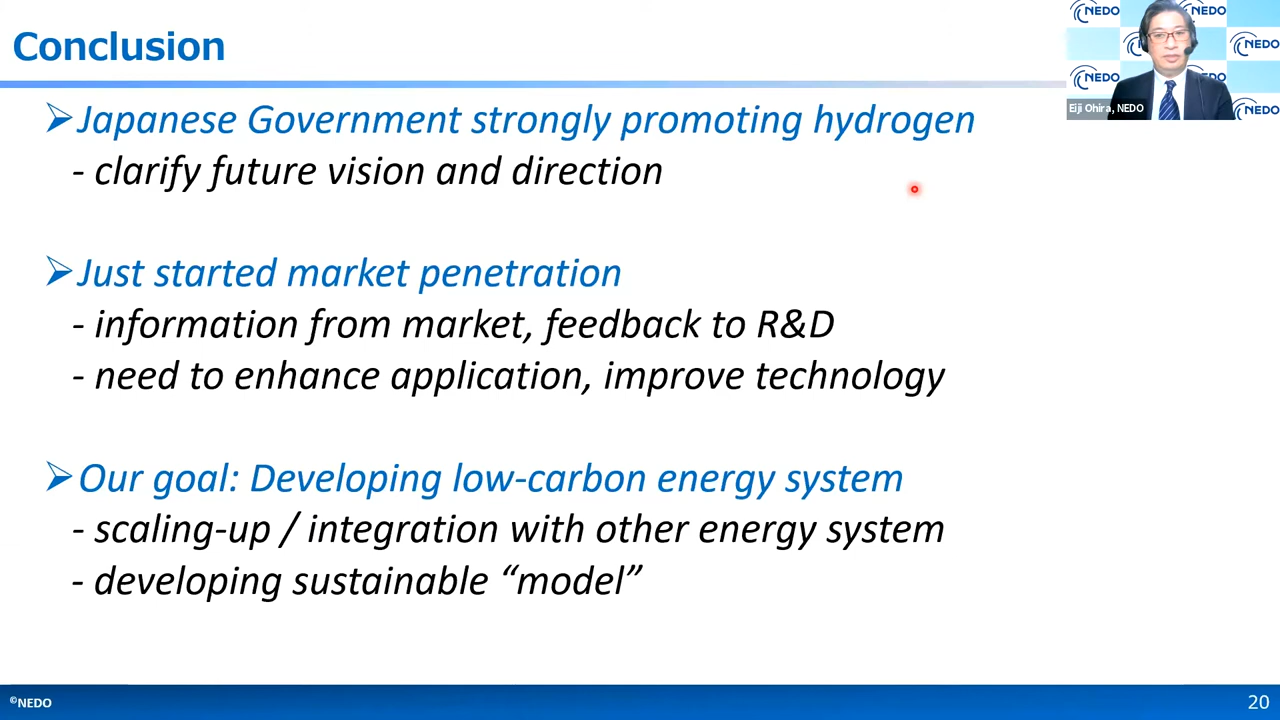 Conclusion
➢Japanese Government strongly promoting hydrogen
- clarify future vision and direction
➢Just started market penetration
- information from market, feedback to R&D
- need to enhance application, improve technology
➢Our goal: Developing low-carbon energy system
- scaling-up / integration with other energy system
- developing sustainable “model”
NEDO
NEDO
NEDO
NEDO
NEDO
NEDO
Eiji Ohira, NEDO
©NEDO
20